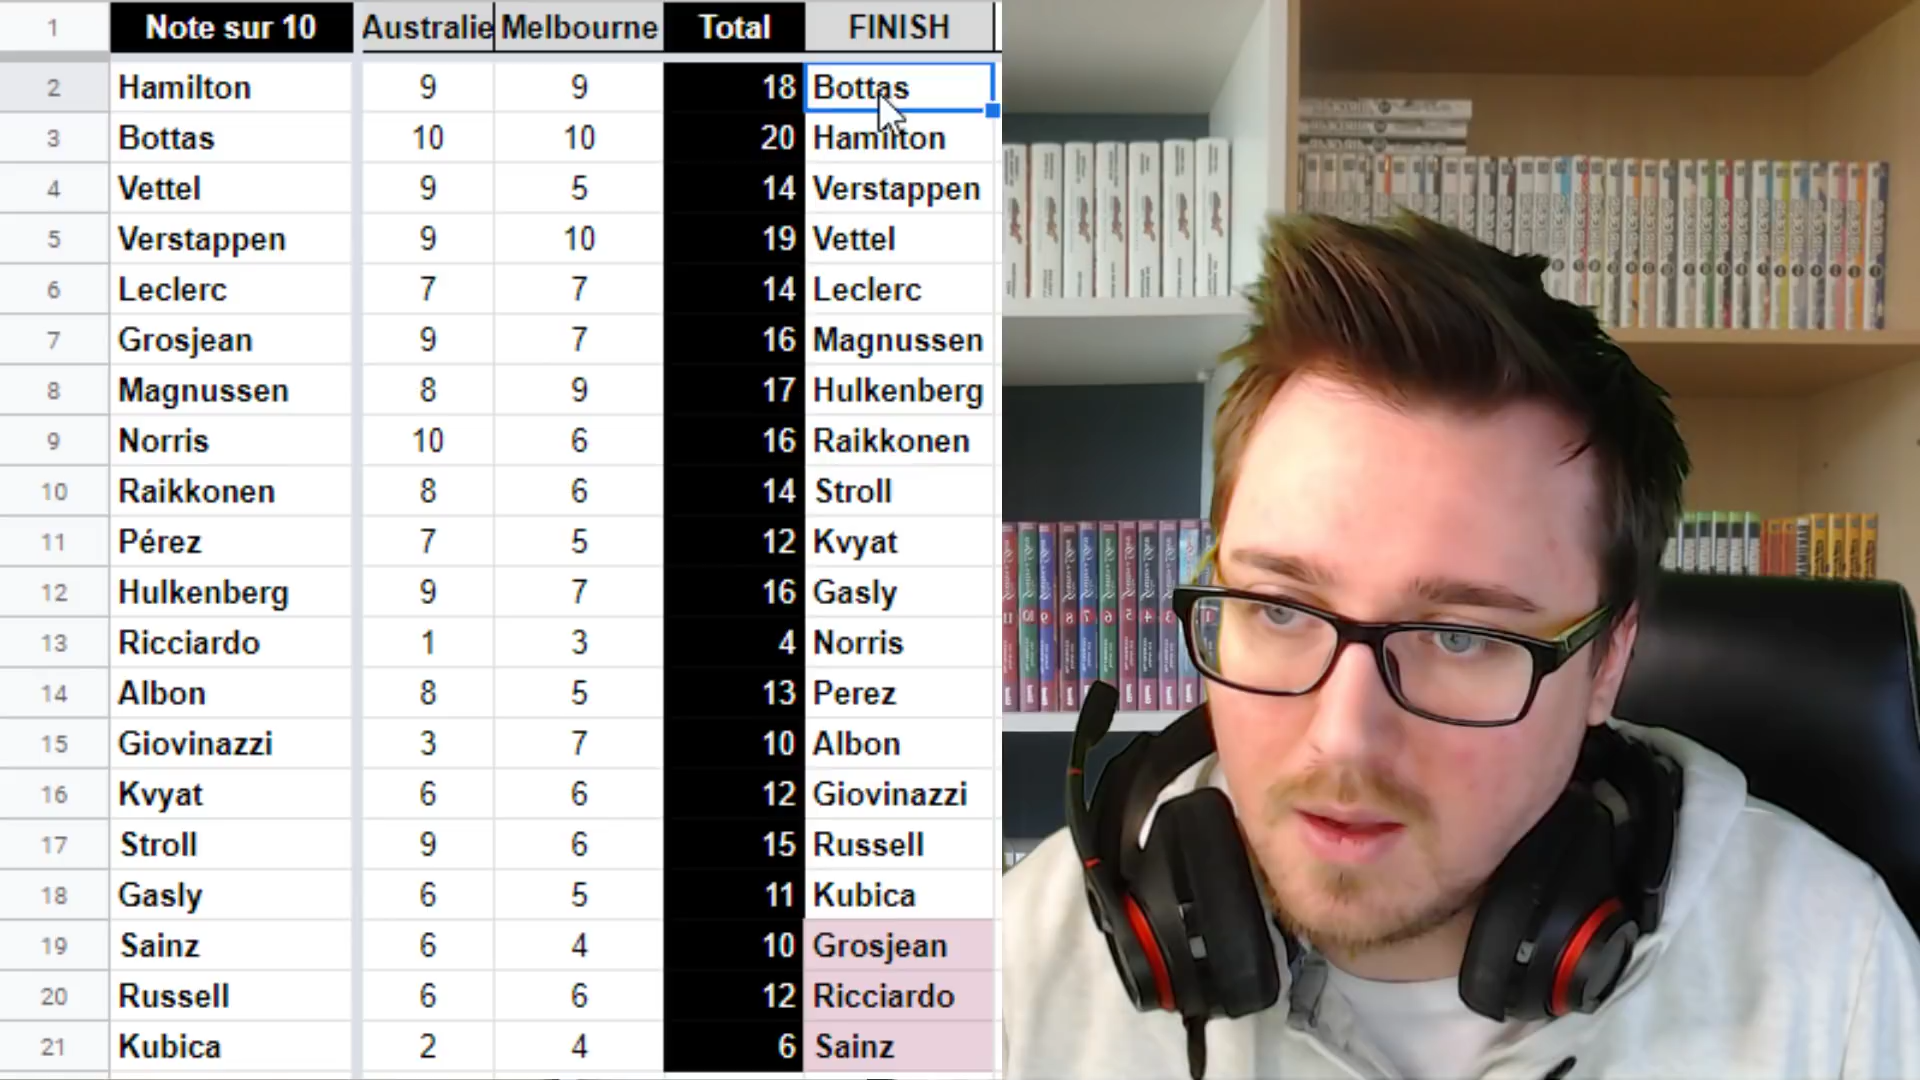 1 Note sur 10 Australie Melbourne Total FINISH
2 Hamilton 9 9 18 Bottas
3 Bottas 10 10 20 Hamilton
4 Vettel 9 5 14 Verstappen
5 Verstappen 9 10 19 Vettel
6 Leclerc 7 7 14 Leclerc
7 Grosjean 9 7 16 Magnussen
8 Magnussen 8 9 17 Hulkenberg
9 Norris 10 6 16 Raikkonen
10 Raikkonen 8 6 14 Stroll
11 Pérez 7 5 12 Kvyat
12 Hulkenberg 9 7 16 Gasly
13 Ricciardo 1 3 4 Norris
14 Albon 8 5 13 Perez
15 Giovinazzi 3 7 10 Albon
16 Kvyat 6 6 12 Giovinazzi
17 Stroll 9 6 15 Russell
18 Gasly 6 5 11 Kubica
19 Sainz 6 4 10 Grosjean
20 Russell 6 6 12 Ricciardo
21 Kubica 2 4 6 Sainz